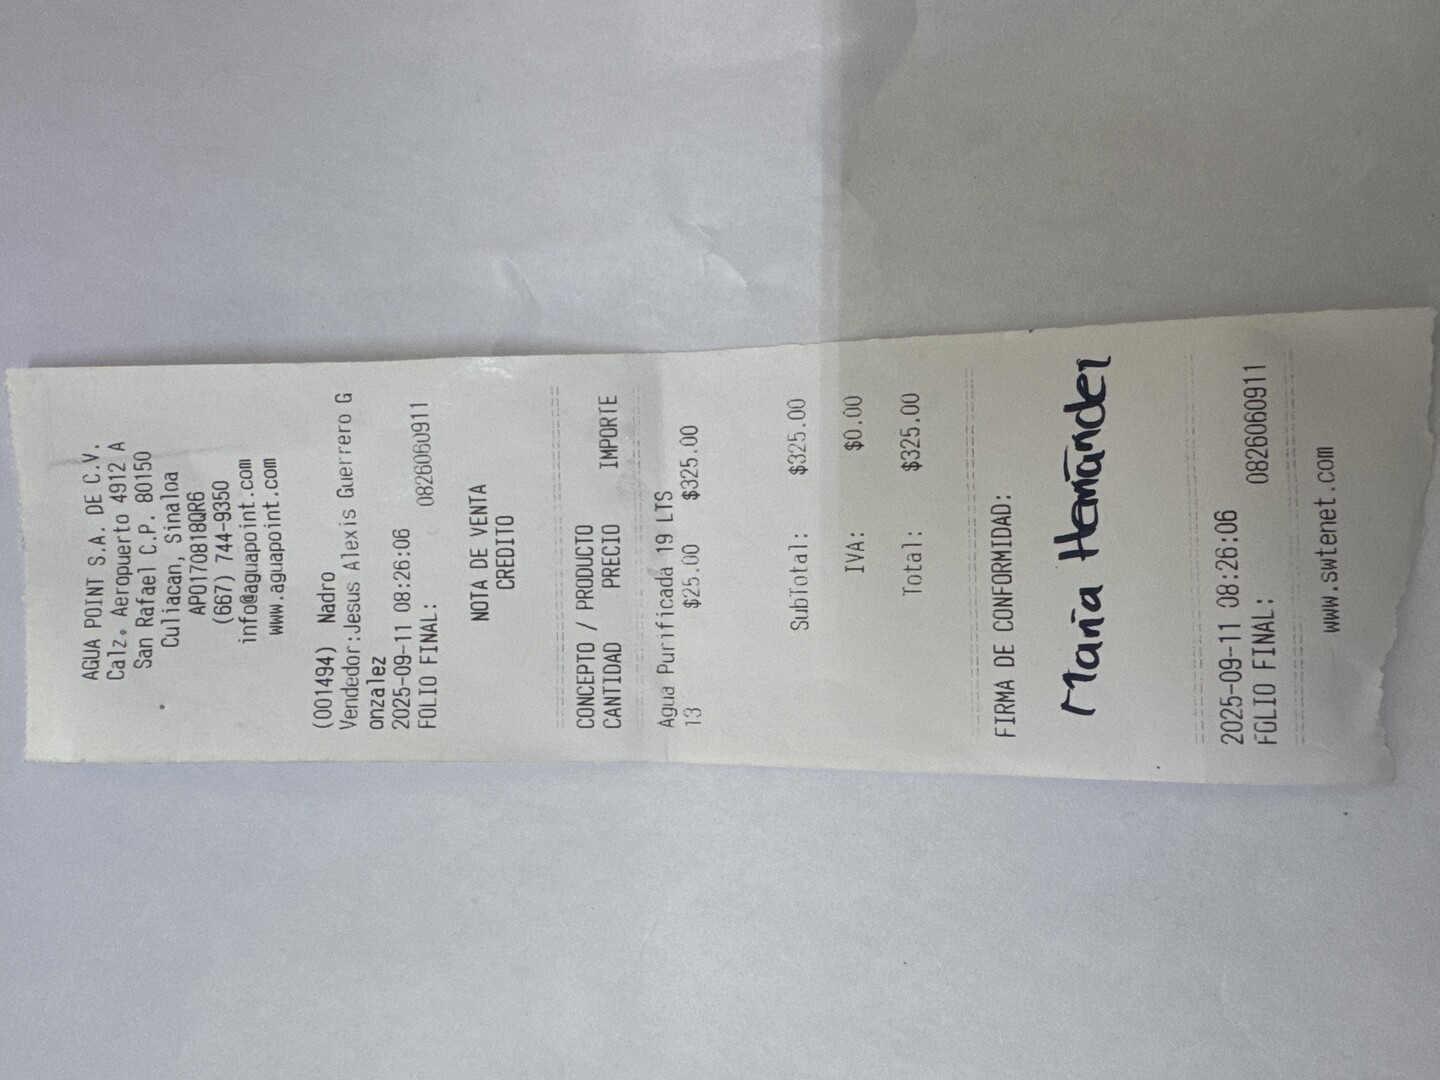 AGUA POINT S.A. DE C.V.
Calz. Aeropuerto 4912 A
San Rafael C.P. 80150
Culiacan, Sinaloa
APO170818QR6
(667) 744-9350
info@aguapoint.com
www.aguapoint.com
(001494) Nadro
Vendedor:Jesus Alexis Guerrero G
onzalez
2025-09-11 08:26:06
FOLIO FINAL: 0826060911
NOTA DE VENTA
CREDITO
CONCEPTO / PRODUCTO
CANTIDAD PRECIO IMPORTE
Agua Purificada 19 LTS
13 $25.00 $325.00
SubTotal: $325.00
IVA: $0.00
Total: $325.00
FIRMA DE CONFORMIDAD:
María Hernández
2025-09-11 08:26:06
FOLIO FINAL: 0826060911
www.swtenet.com